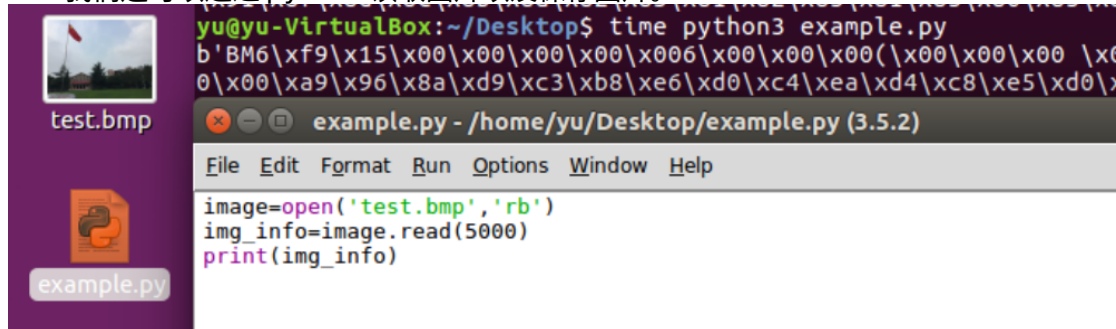 yu@yu-VirtualBox:~/Desktop$ time python3 example.py
b'BM6\xf9\x15\x00\x00\x00\x00\x006\x00\x00\x00(\x00\x00\x00 \x0
0\x00\xa9\x96\x8a\xd9\xc3\xb8\xe6\xd0\xc4\xea\xd4\xc8\xe5\xd0\x
test.bmp
example.py - /home/yu/Desktop/example.py (3.5.2)
File Edit Format Run Options Window Help
image=open('test.bmp','rb')
img_info=image.read(5000)
print(img_info)
example.py